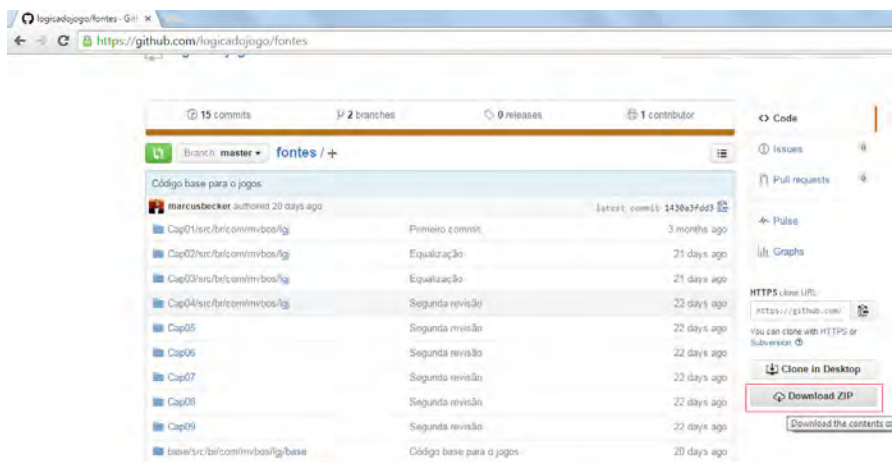 logicadojogo/fontes · Git
https://github.com/logicadojogo/fontes
15 commits
2 branches
0 releases
1 contributor
Branch: master
fontes / +
Código base para o jogos
marcusbecker authored 20 days ago
latest commit 1430a3fdd3
Cap01/src/br/com/mvbos/lgj
Primeiro commit
3 months ago
Cap02/src/br/com/mvbos/lgj
Equalização
21 days ago
Cap03/src/br/com/mvbos/lgj
Equalização
21 days ago
Cap04/src/br/com/mvbos/lgj
Segunda revisão
22 days ago
Cap05
Segunda revisão
22 days ago
Cap06
Segunda revisão
22 days ago
Cap07
Segunda revisão
22 days ago
Cap08
Segunda revisão
22 days ago
Cap09
Segunda revisão
22 days ago
base/src/br/com/mvbos/lgj/base
Código base para o jogos
20 days ago
Code
Issues
0
Pull requests
0
Pulse
Graphs
HTTPS clone URL
https://github.com/
You can clone with HTTPS or
Subversion.
Clone in Desktop
Download ZIP
Download the contents o